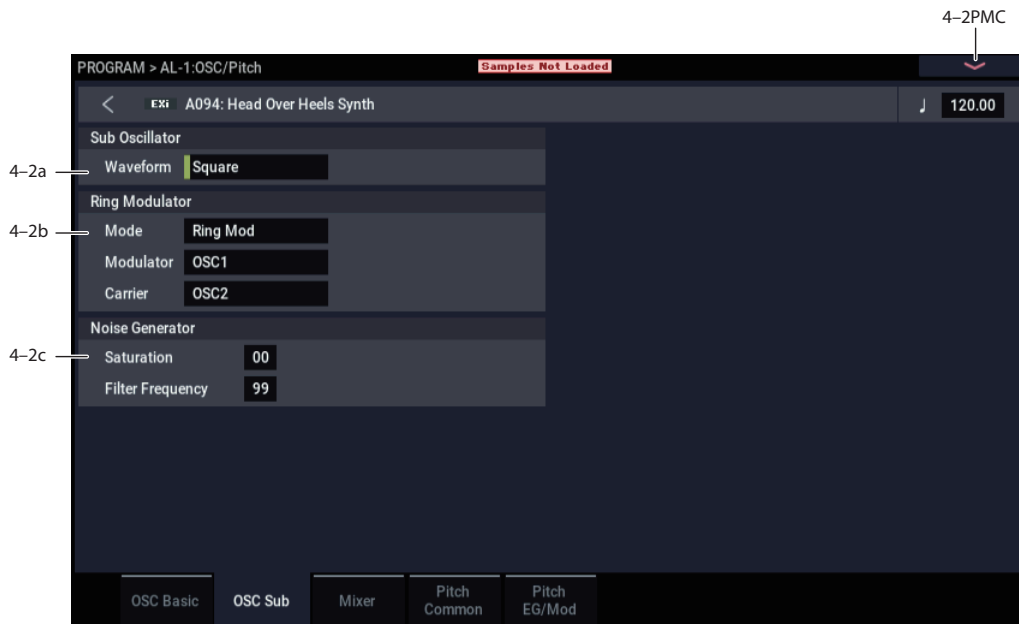 4–2PMC
PROGRAM > AL-1:OSC/Pitch
Samples Not Loaded
EXi A094: Head Over Heels Synth
♩ 120.00
Sub Oscillator
4–2a
Waveform Square
Ring Modulator
4–2b
Mode Ring Mod
Modulator OSC1
Carrier OSC2
Noise Generator
4–2c
Saturation 00
Filter Frequency 99
OSC Basic
OSC Sub
Mixer
Pitch
Common
Pitch
EG/Mod